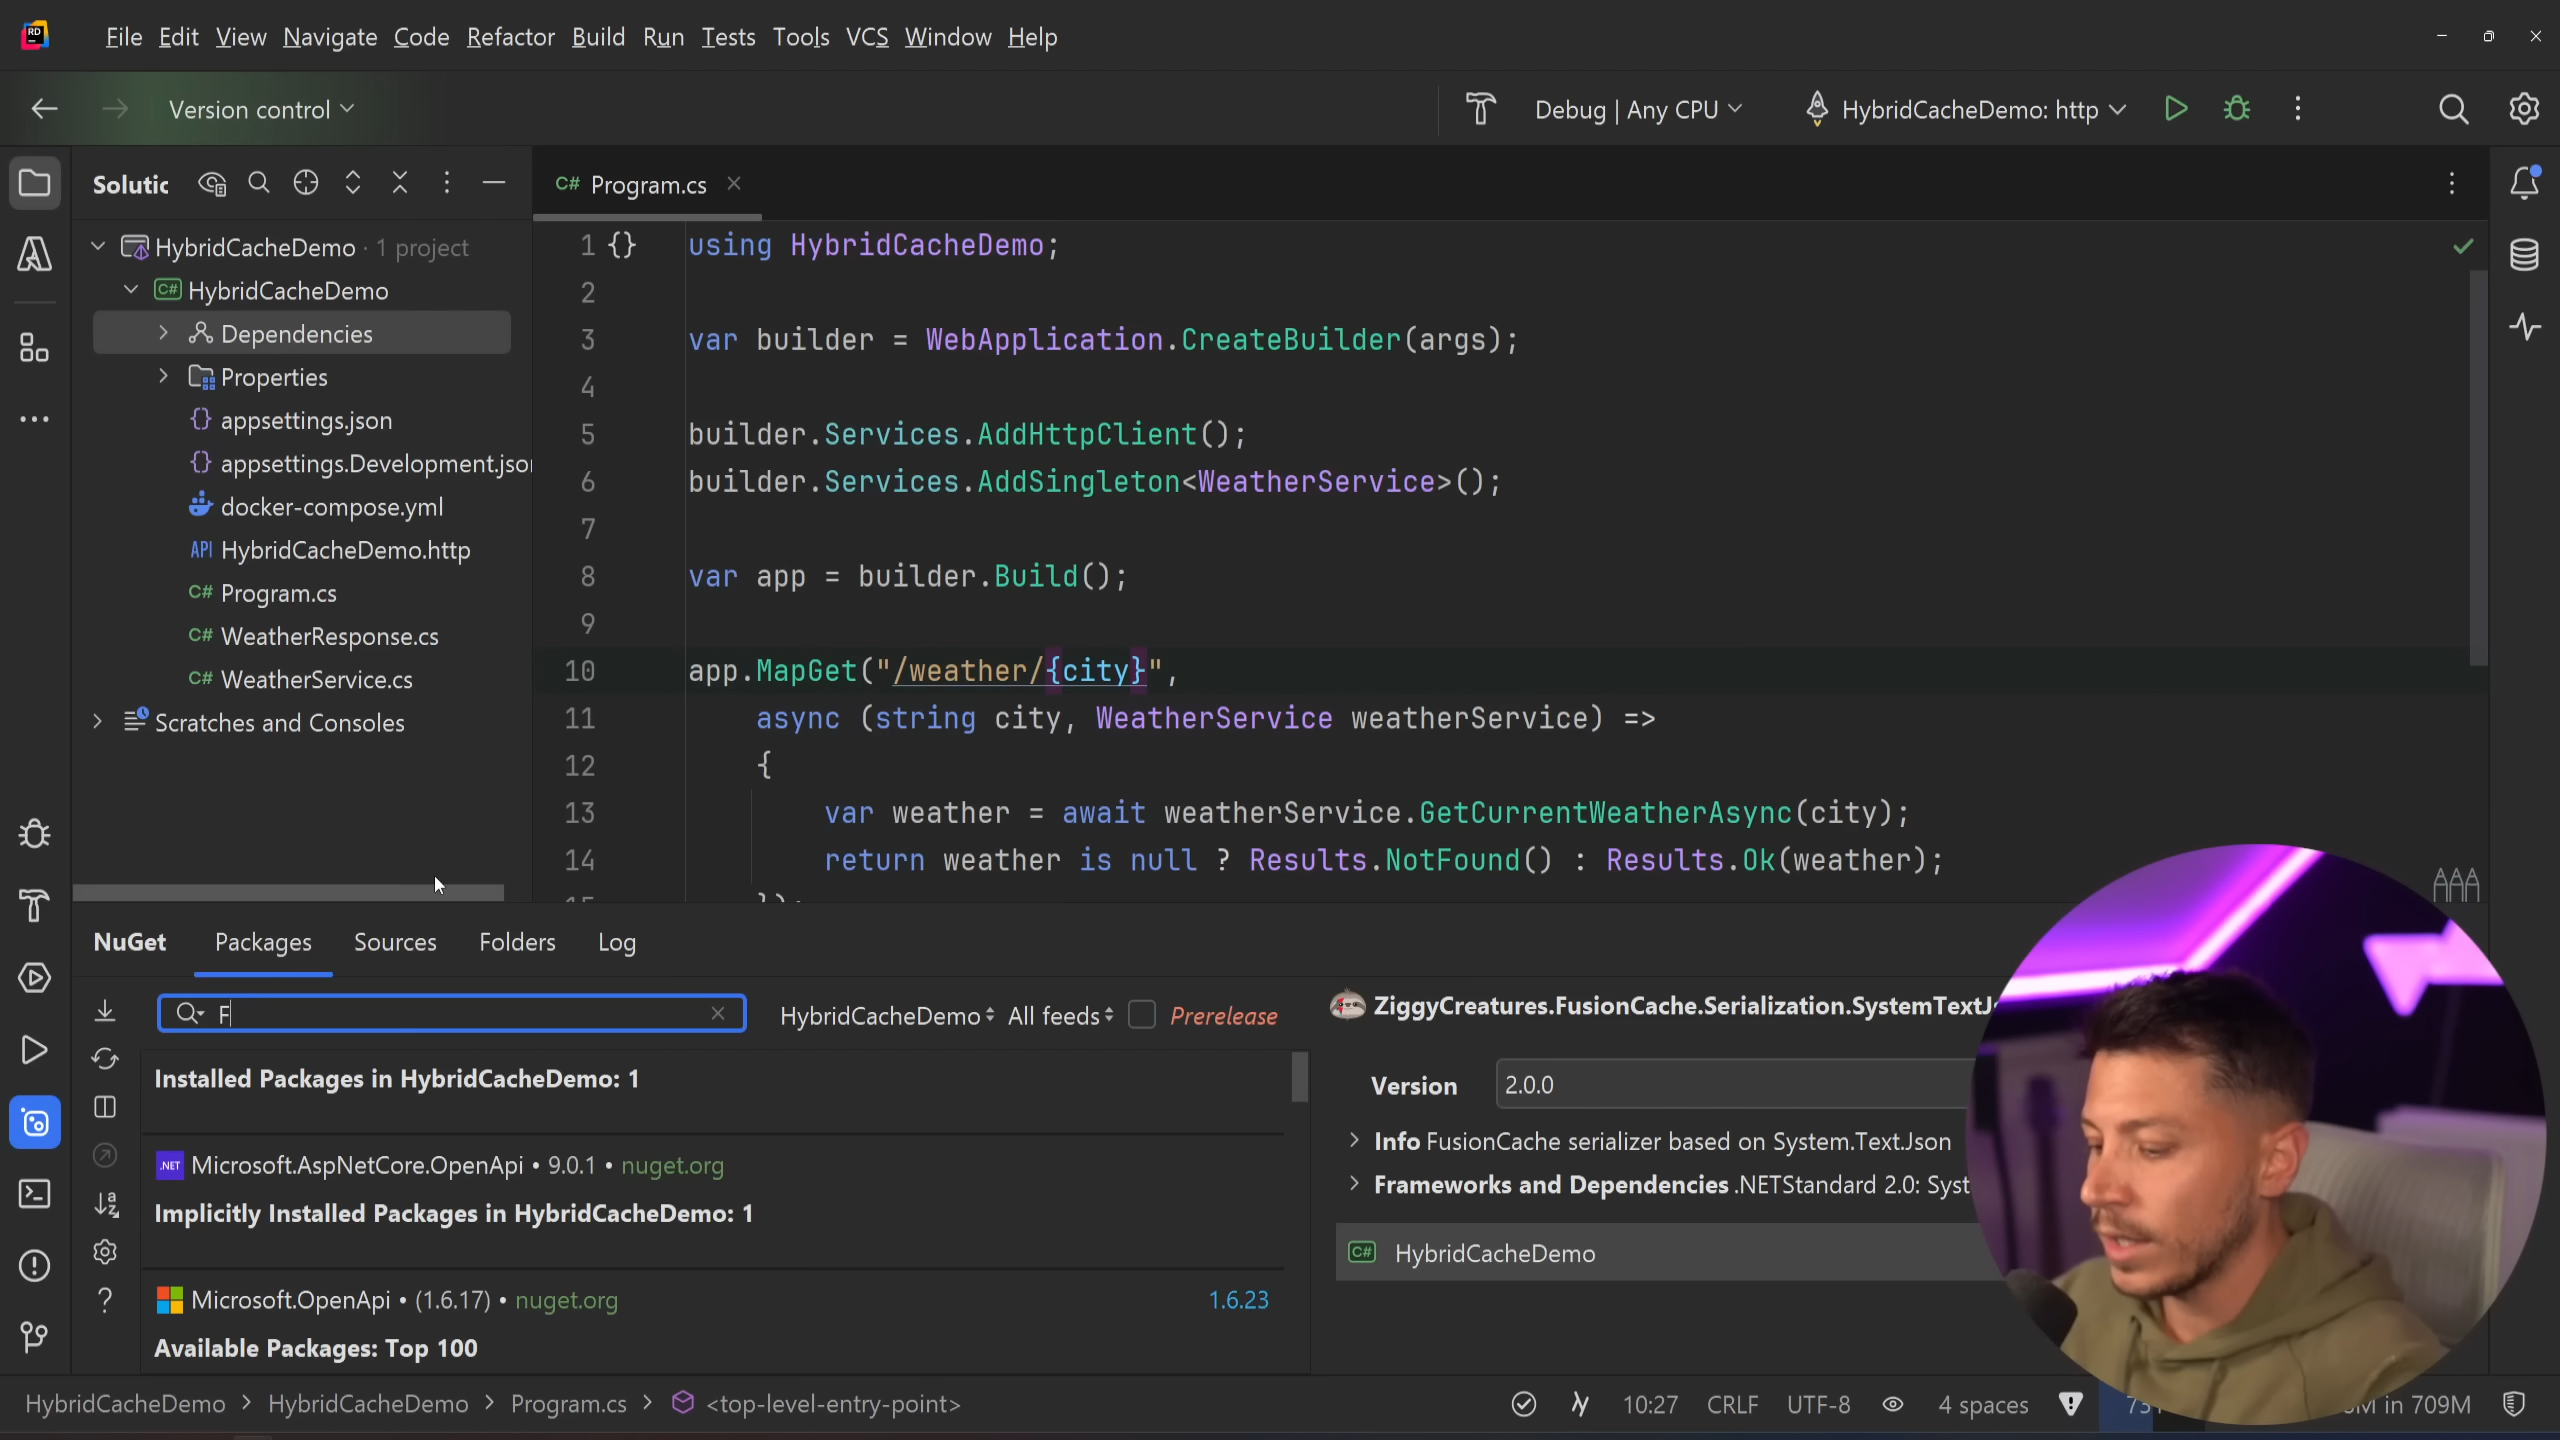 RD
File Edit View Navigate Code Refactor Build Run Tests Tools VCS Window Help
Version control
Debug | Any CPU
HybridCacheDemo: http
Solutic
C# Program.cs
HybridCacheDemo · 1 project
C# HybridCacheDemo
Dependencies
Properties
{} appsettings.json
{} appsettings.Development.jso
docker-compose.yml
API HybridCacheDemo.http
C# Program.cs
C# WeatherResponse.cs
C# WeatherService.cs
Scratches and Consoles
1 {} using HybridCacheDemo;
2
3 var builder = WebApplication.CreateBuilder(args);
4
5 builder.Services.AddHttpClient();
6 builder.Services.AddSingleton<WeatherService>();
7
8 var app = builder.Build();
9
10 app.MapGet("/weather/{city}",
11 async (string city, WeatherService weatherService) =>
12 {
13 var weather = await weatherService.GetCurrentWeatherAsync(city);
14 return weather is null ? Results.NotFound() : Results.Ok(weather);
NuGet Packages Sources Folders Log
F
HybridCacheDemo All feeds Prerelease
Installed Packages in HybridCacheDemo: 1
.NET Microsoft.AspNetCore.OpenApi • 9.0.1 • nuget.org
Implicitly Installed Packages in HybridCacheDemo: 1
Microsoft.OpenApi • (1.6.17) • nuget.org 1.6.23
Available Packages: Top 100
ZiggyCreatures.FusionCache.Serialization.SystemTextJs
Version 2.0.0
Info FusionCache serializer based on System.Text.Json
Frameworks and Dependencies .NETStandard 2.0: Syst
C# HybridCacheDemo
HybridCacheDemo > HybridCacheDemo > Program.cs > <top-level-entry-point>
10:27 CRLF UTF-8 4 spaces
in 709M